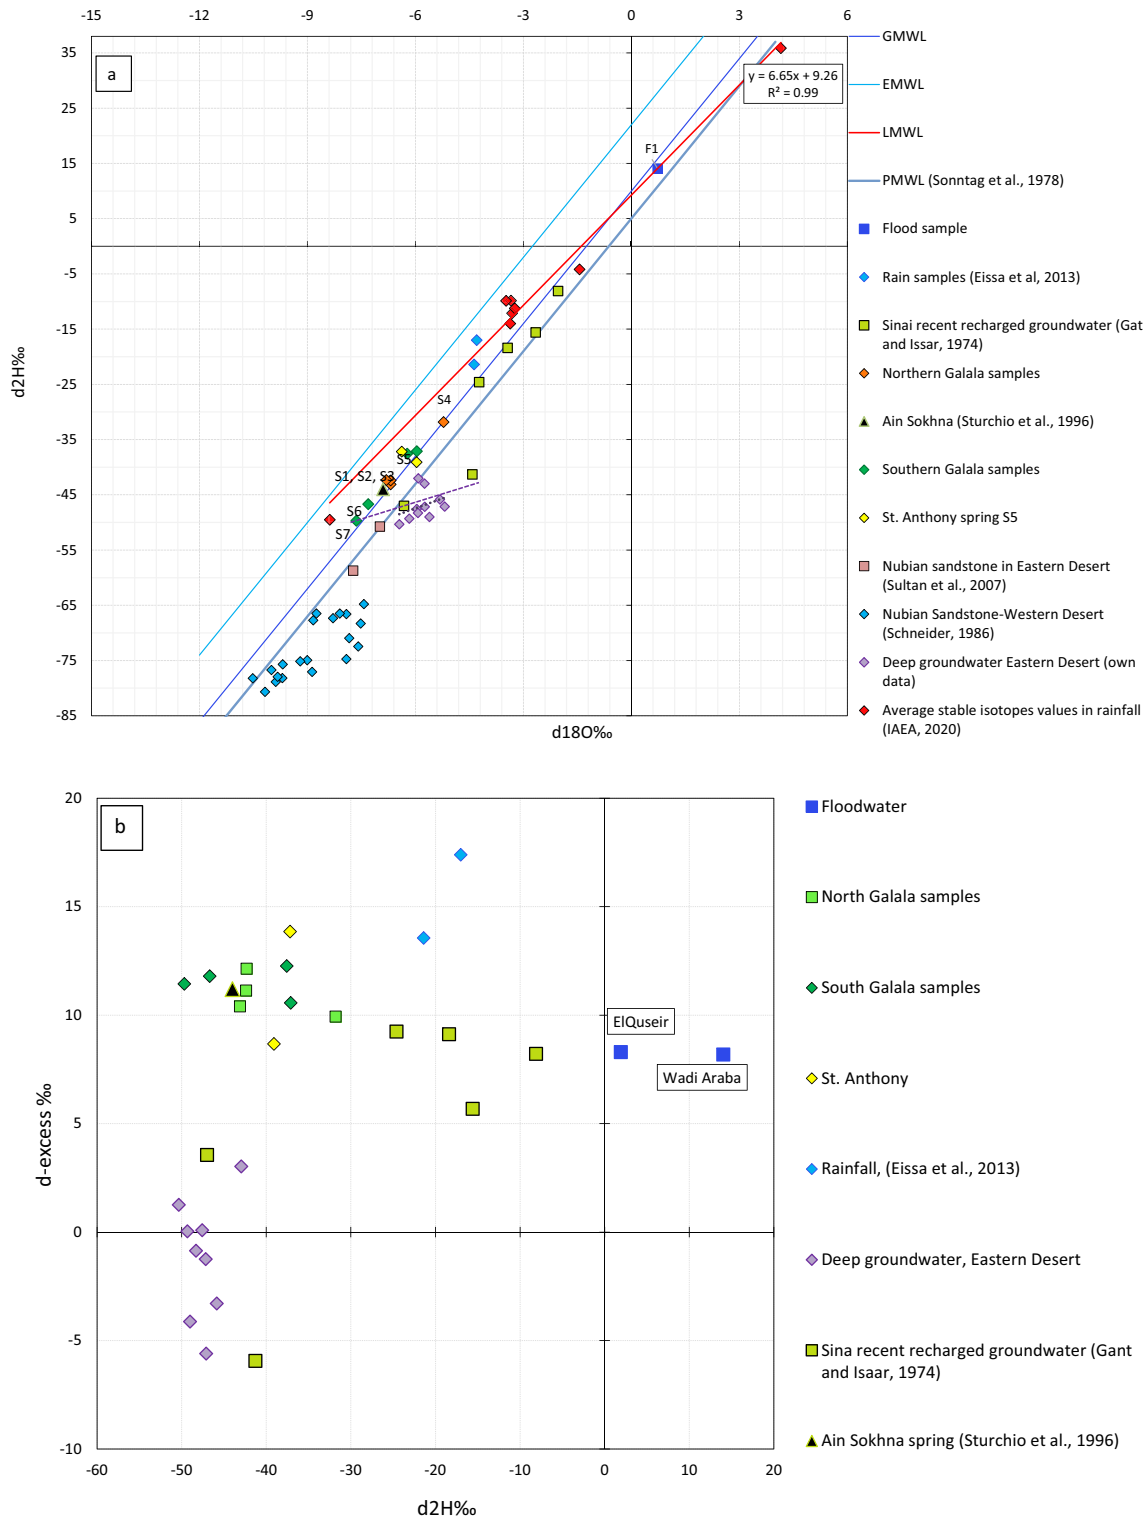 -15 -12 -9 -6 -3 0 3 6
35
25
15
5
-5
-15
-25
-35
-45
-55
-65
-75
-85
d2H‰
a
y = 6.65x + 9.26
R² = 0.99
F1
S4
S5
S1, S2, S3
S6
S7
d18O‰
GMWL
EMWL
LMWL
PMWL (Sonntag et al., 1978)
Flood sample
Rain samples (Eissa et al, 2013)
Sinai recent recharged groundwater (Gat
and Issar, 1974)
Northern Galala samples
Ain Sokhna (Sturchio et al., 1996)
Southern Galala samples
St. Anthony spring S5
Nubian sandstone in Eastern Desert
(Sultan et al., 2007)
Nubian Sandstone-Western Desert
(Schneider, 1986)
Deep groundwater Eastern Desert (own
data)
Average stable isotopes values in rainfall
(IAEA, 2020)
20
15
10
5
0
-5
-10
d-excess ‰
b
ElQuseir
Wadi Araba
-60 -50 -40 -30 -20 -10 0 10 20
d2H‰
Floodwater
North Galala samples
South Galala samples
St. Anthony
Rainfall, (Eissa et al., 2013)
Deep groundwater, Eastern Desert
Sina recent recharged groundwater (Gant
and Isaar, 1974)
Ain Sokhna spring (Sturchio et al., 1996)